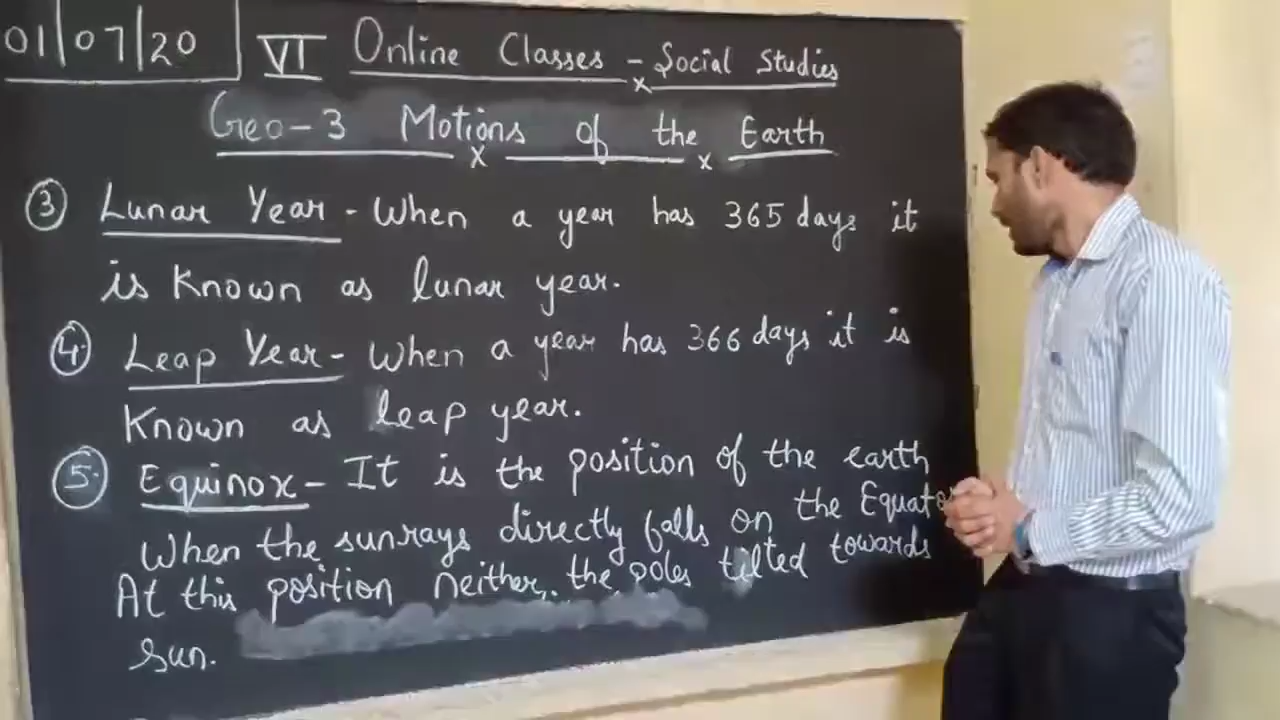 01/07/20 VI Online Classes - Social Studies
Geo-3 Motions of the Earth
3 Lunar Year - When a year has 365 days it
is known as lunar year.
4. Leap Year - When a year has 366 days it is
known as leap year.
5. Equinox - It is the position of the earth
When the sunrays directly falls on the Equato
At this position neither the poles tilted towards
sun.